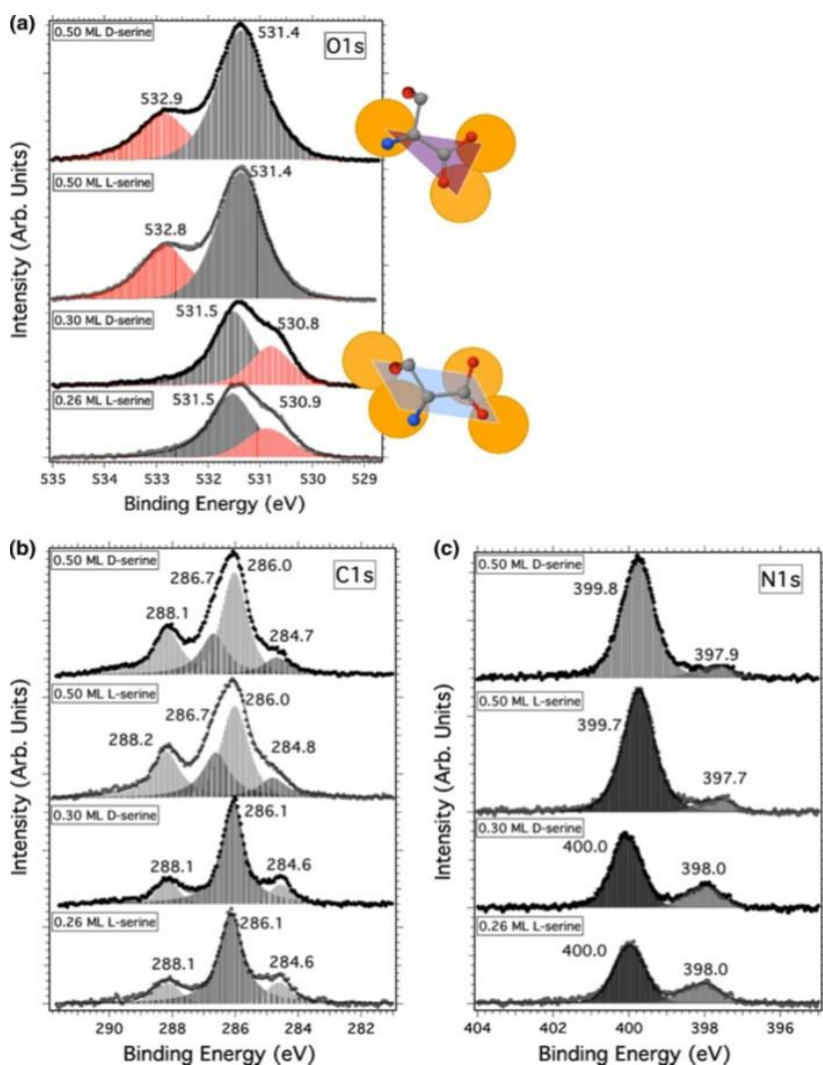 (a)
0.50 ML D-serine
531.4
O1s
532.9
0.50 ML L-serine
531.4
532.8
0.30 ML D-serine
531.5
530.8
0.26 ML L-serine
531.5
530.9
Intensity (Arb. Units)
535 534 533 532 531 530 529
Binding Energy (eV)
(b)
0.50 ML D-serine
286.7
286.0
C1s
288.1
284.7
0.50 ML L-serine
286.7
286.0
288.2
284.8
0.30 ML D-serine
286.1
288.1
284.6
0.26 ML L-serine
286.1
288.1
284.6
Intensity (Arb. Units)
290 288 286 284 282
Binding Energy (eV)
(c)
0.50 ML D-serine
399.8
N1s
397.9
0.50 ML L-serine
399.7
397.7
0.30 ML D-serine
400.0
398.0
0.26 ML L-serine
400.0
398.0
Intensity (Arb. Units)
404 402 400 398 396
Binding Energy (eV)